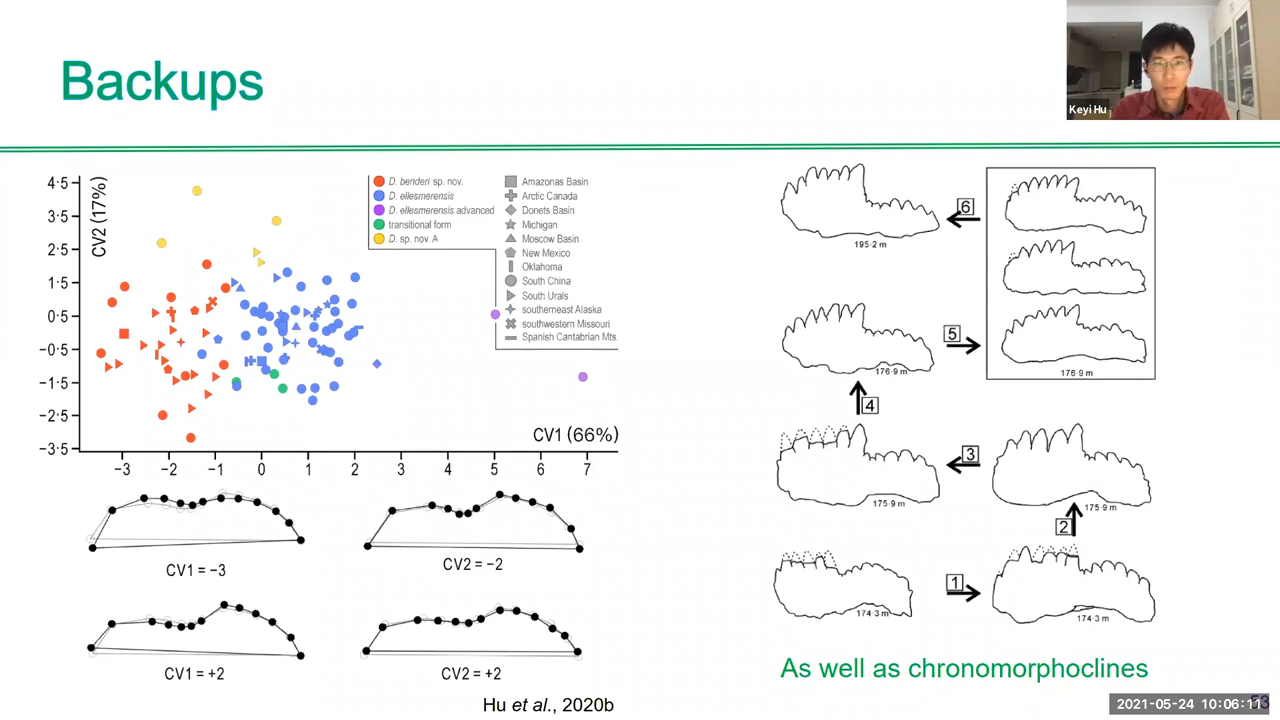 Backups
Keyi Hu
4·5
3·5
2·5
1·5
0·5
−0·5
−1·5
−2·5
−3·5
CV2 (17%)
D. benderi sp. nov.
D. ellesmerensis
D. ellesmerensis advanced
transitional form
D. sp. nov. A
Amazonas Basin
Arctic Canada
Donets Basin
Michigan
Moscow Basin
New Mexico
Oklahoma
South China
South Urals
southerneast Alaska
southwestern Missouri
Spanish Cantabrian Mts.
CV1 (66%)
−3 −2 −1 0 1 2 3 4 5 6 7
CV1 = −3
CV2 = −2
CV1 = +2
CV2 = +2
Hu et al., 2020b
6
195·2 m
5
176·9 m
176·9 m
4
3
175·9 m
175·9 m
2
1
174·3 m
174·3 m
As well as chronomorphoclines
53
2021-05-24 10:06:11